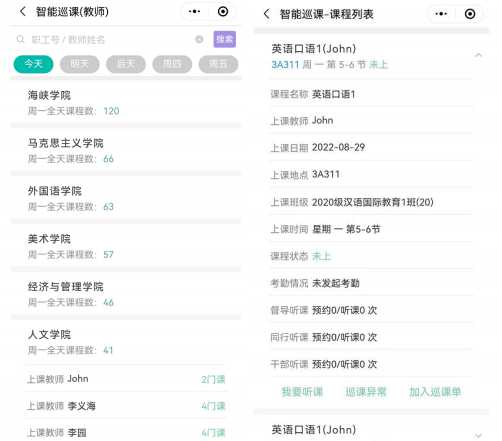 智能巡课(教师)
职工号 / 教师姓名
搜索
今天
明天
后天
周四
周五
海峡学院
周一全天课程数: 120
马克思主义学院
周一全天课程数: 66
外国语学院
周一全天课程数: 63
美术学院
周一全天课程数: 57
经济与管理学院
周一全天课程数: 46
人文学院
周一全天课程数: 41
上课教师 John 2门课
上课教师 李义海 4门课
上课教师 李园 4门课
智能巡课-课程列表
英语口语1(John)
3A311 周 一 第 5-6 节 未上
课程名称 英语口语1
上课教师 John
上课日期 2022-08-29
上课地点 3A311
上课班级 2020级汉语国际教育1班(20)
上课时间 星期 一 第5-6节
课程状态 未上
考勤情况 未发起考勤
督导听课 预约0/听课0 次
同行听课 预约0/听课0 次
干部听课 预约0/听课0 次
我要听课
巡课异常
加入巡课单
英语口语1(John)